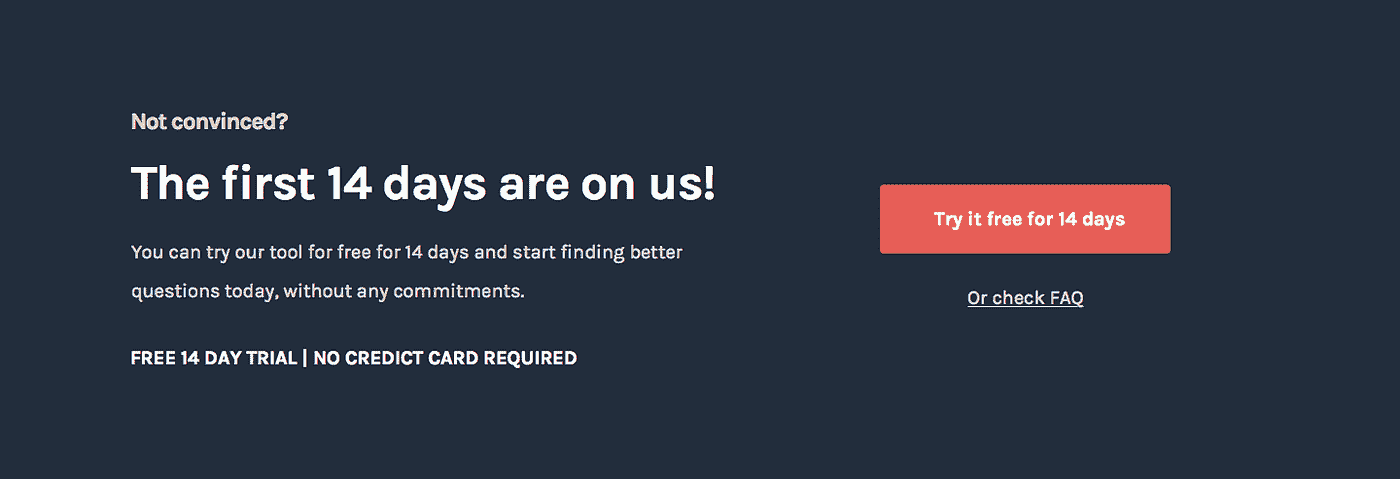 Not convinced?
The first 14 days are on us!
You can try our tool for free for 14 days and start finding better
questions today, without any commitments.
FREE 14 DAY TRIAL | NO CREDICT CARD REQUIRED
Try it free for 14 days
Or check FAQ